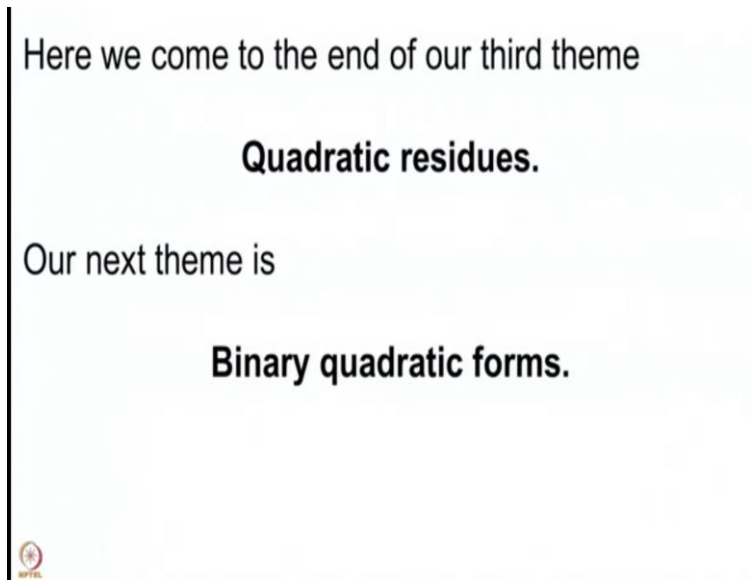 Here we come to the end of our third theme
Quadratic residues.
Our next theme is
Binary quadratic forms.
NPTEL